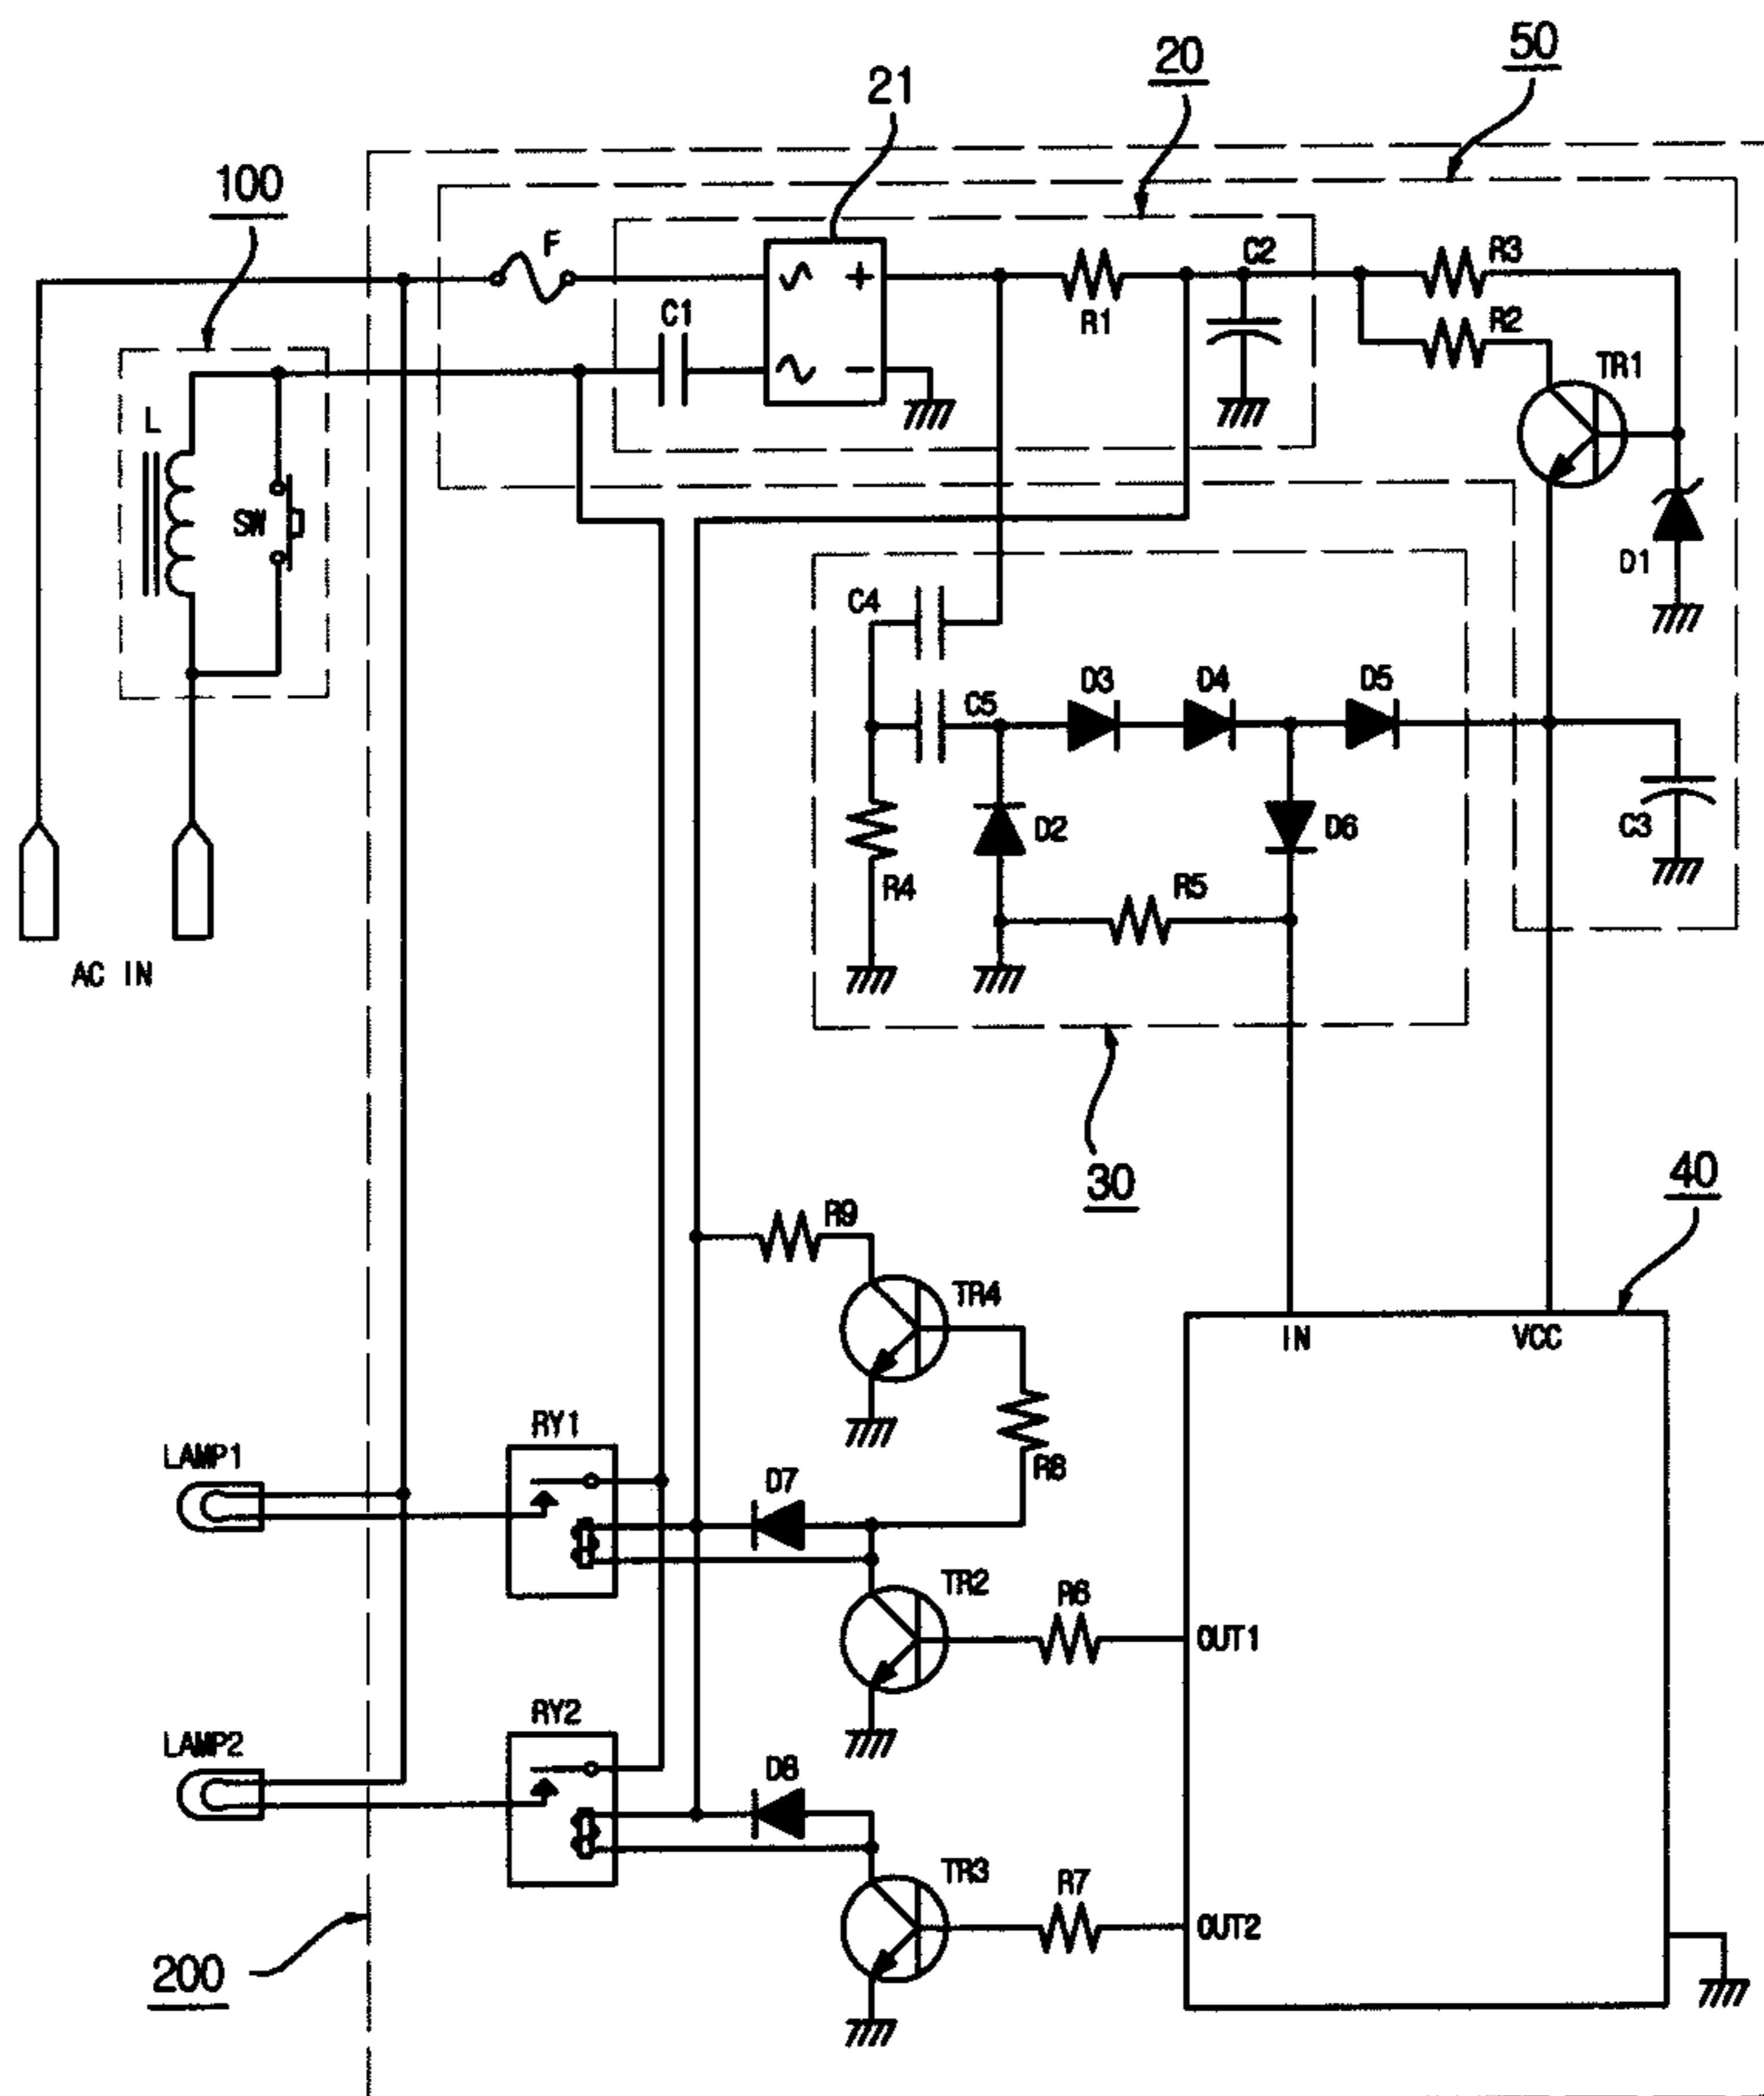 50
20
21
100
F
C2
R3
C1
R1
R2
TR1
L
SW
D1
C4
D3
D4
D5
C5
D2
D6
C3
R4
R5
AC IN
30
40
R9
TR4
IN
VCC
RY1
LAMP1
D7
R8
TR2
R6
OUT1
RY2
LAMP2
D8
TR3
R7
OUT2
200